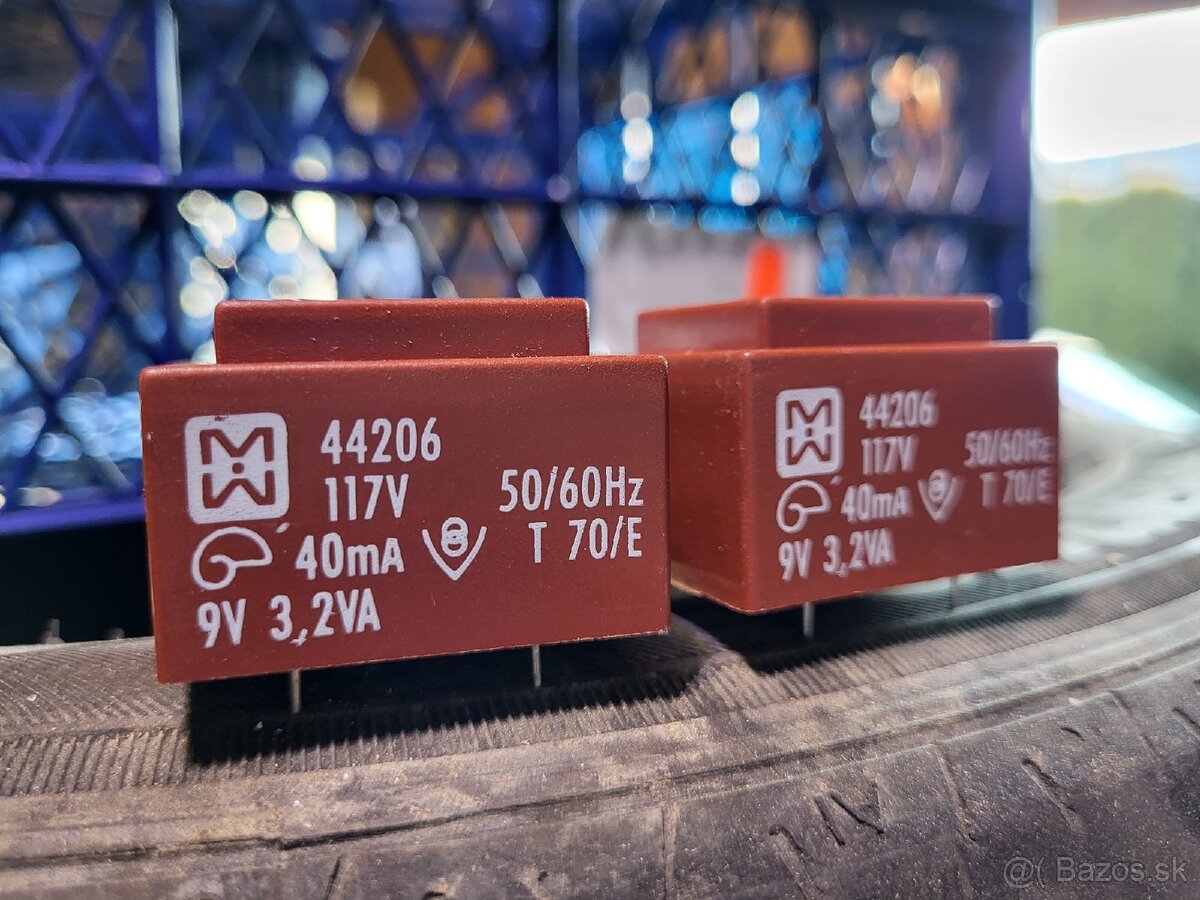 44206
117V
50/60Hz
40mA
T 70/E
9V 3,2VA
44206
117V
50/60Hz
40mA
T 70/E
9V 3,2VA
@( Bazos.sk